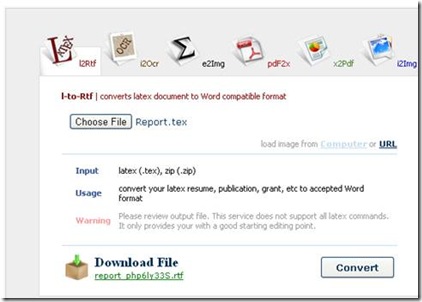 LATEX OCR Σ
l2Rtf i2Ocr e2Img pdF2x x2Pdf i2Img
l-to-Rtf | converts latex document to Word compatible format
Choose File Report.tex
load image from Computer or URL
Input latex (.tex), zip (.zip)
Usage convert your latex resume, publication, grant, etc to accepted Word
format
Warning Please review output file. This service does not support all latex commands.
It only provides your with a good starting editing point.
Download File
report_php6ly33S.rtf Convert